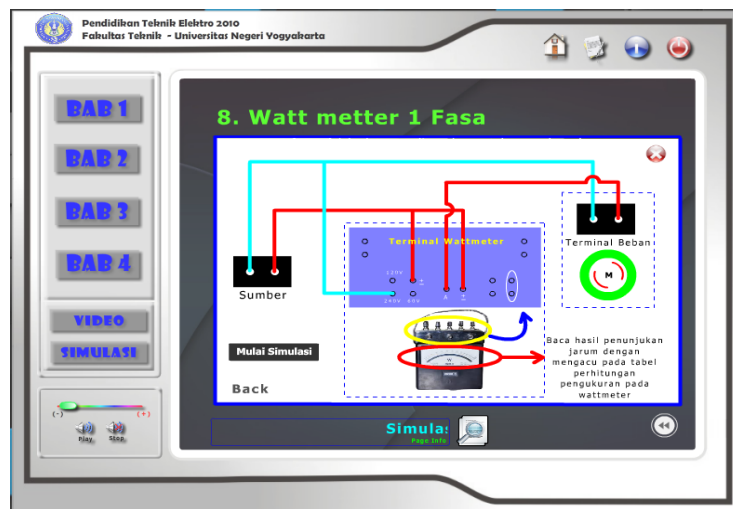 Pendidikan Teknik Elektro 2010
Fakultas Teknik - Universitas Negeri Yogyakarta
BAB 1
BAB 2
BAB 3
BAB 4
VIDEO
SIMULASI
(-)
(+)
Play
Stop
8. Watt metter 1 Fasa
Terminal Wattmeter
120V
240V
60V
A
±
±
Sumber
Terminal Beban
M
Mulai Simulasi
Back
Baca hasil penunjukan
jarum dengan
mengacu pada tabel
perhitungan
pengukuran pada
wattmeter
Simula:
Page Info